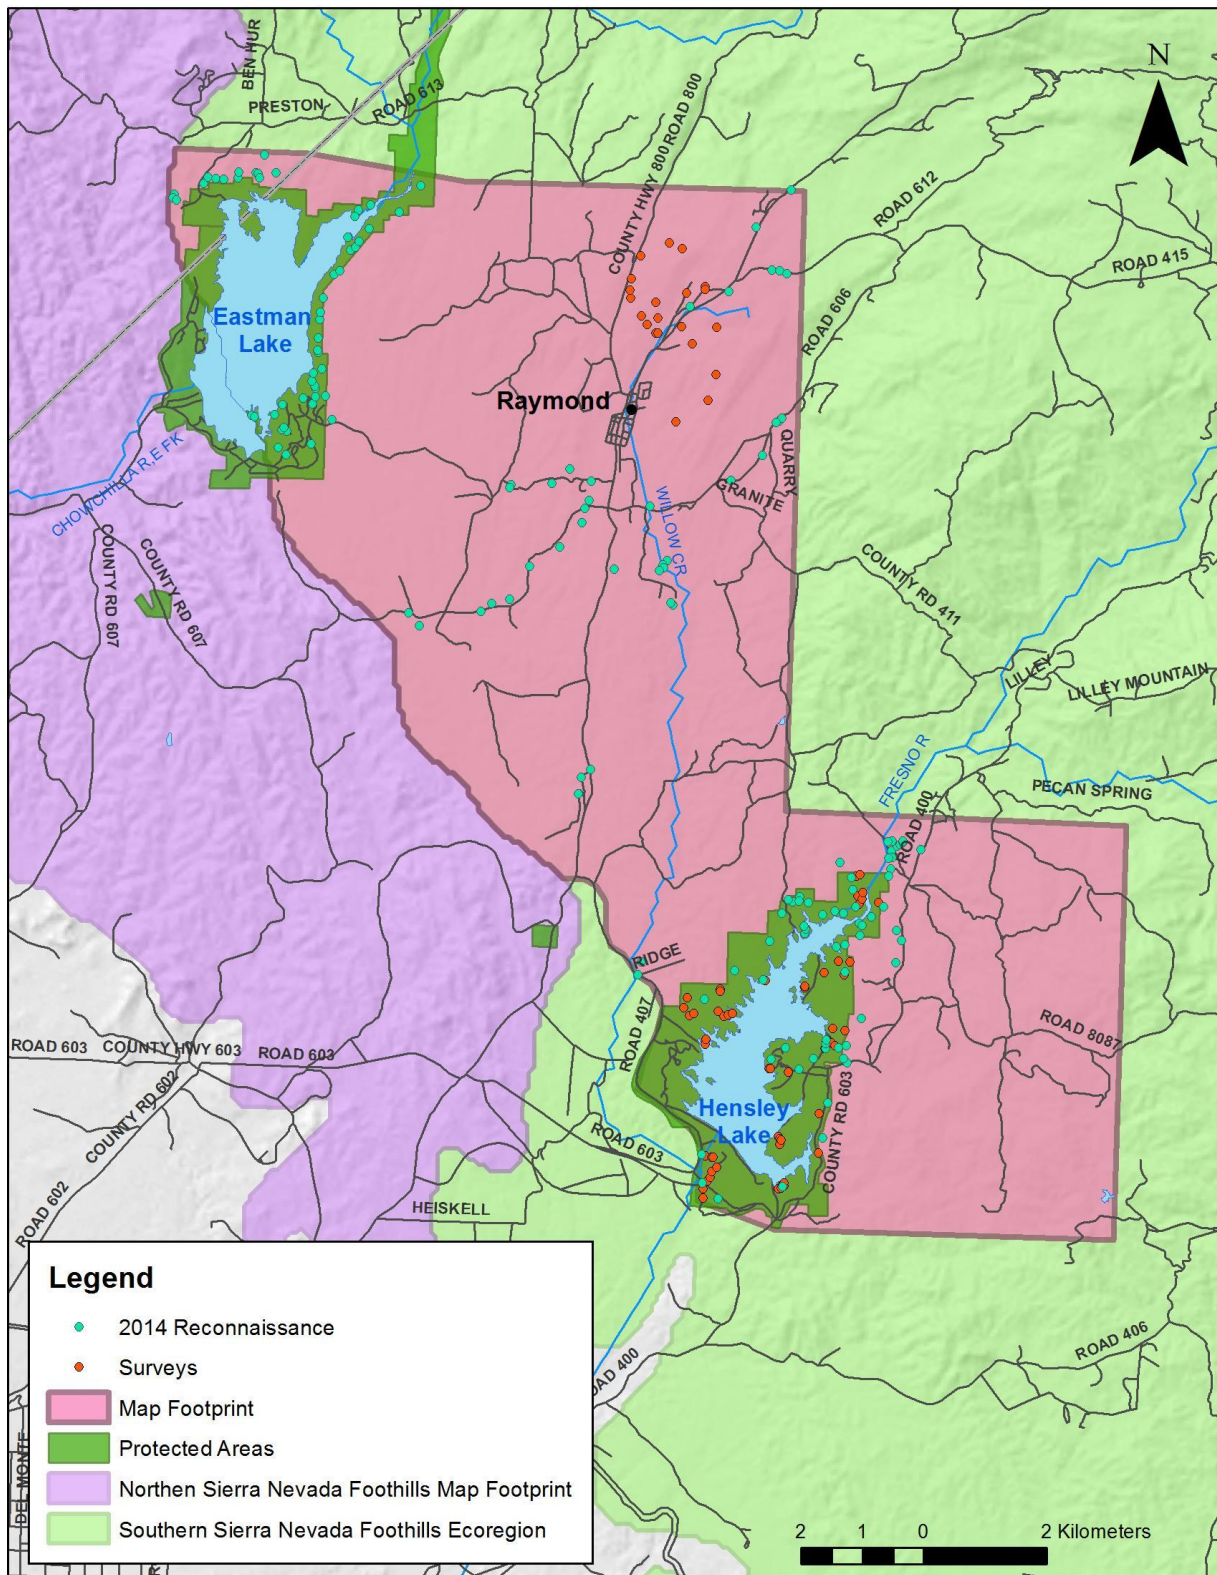 BEN HUR
PRESTON
ROAD 613
COUNTY HWY 800
ROAD 800
N
ROAD 612
ROAD 415
ROAD 606
Eastman
Lake
Raymond
CHOWCHILLA R,E FK
QUARRY
GRANITE
WILLOW CR
COUNTY RD 607
COUNTY RD 607
COUNTY RD 411
LILLEY
LILLEY MOUNTAIN
FRESNO R
PECAN SPRING
ROAD 400
RIDGE
ROAD 407
ROAD 8087
ROAD 603
COUNTY HWY 603
ROAD 603
COUNTY RD 602
Hensley
Lake
COUNTY RD 603
ROAD 603
ROAD 602
HEISKELL
Legend
2014 Reconnaissance
Surveys
Map Footprint
Protected Areas
Northen Sierra Nevada Foothills Map Footprint
Southern Sierra Nevada Foothills Ecoregion
OAD 400
ROAD 406
DEL MONTE
R
2 1 0 2 Kilometers